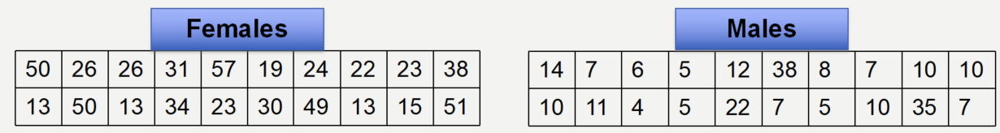 Females
50 26 26 31 57 19 24 22 23 38
13 50 13 34 23 30 49 13 15 51
Males
14 7 6 5 12 38 8 7 10 10
10 11 4 5 22 7 5 10 35 7